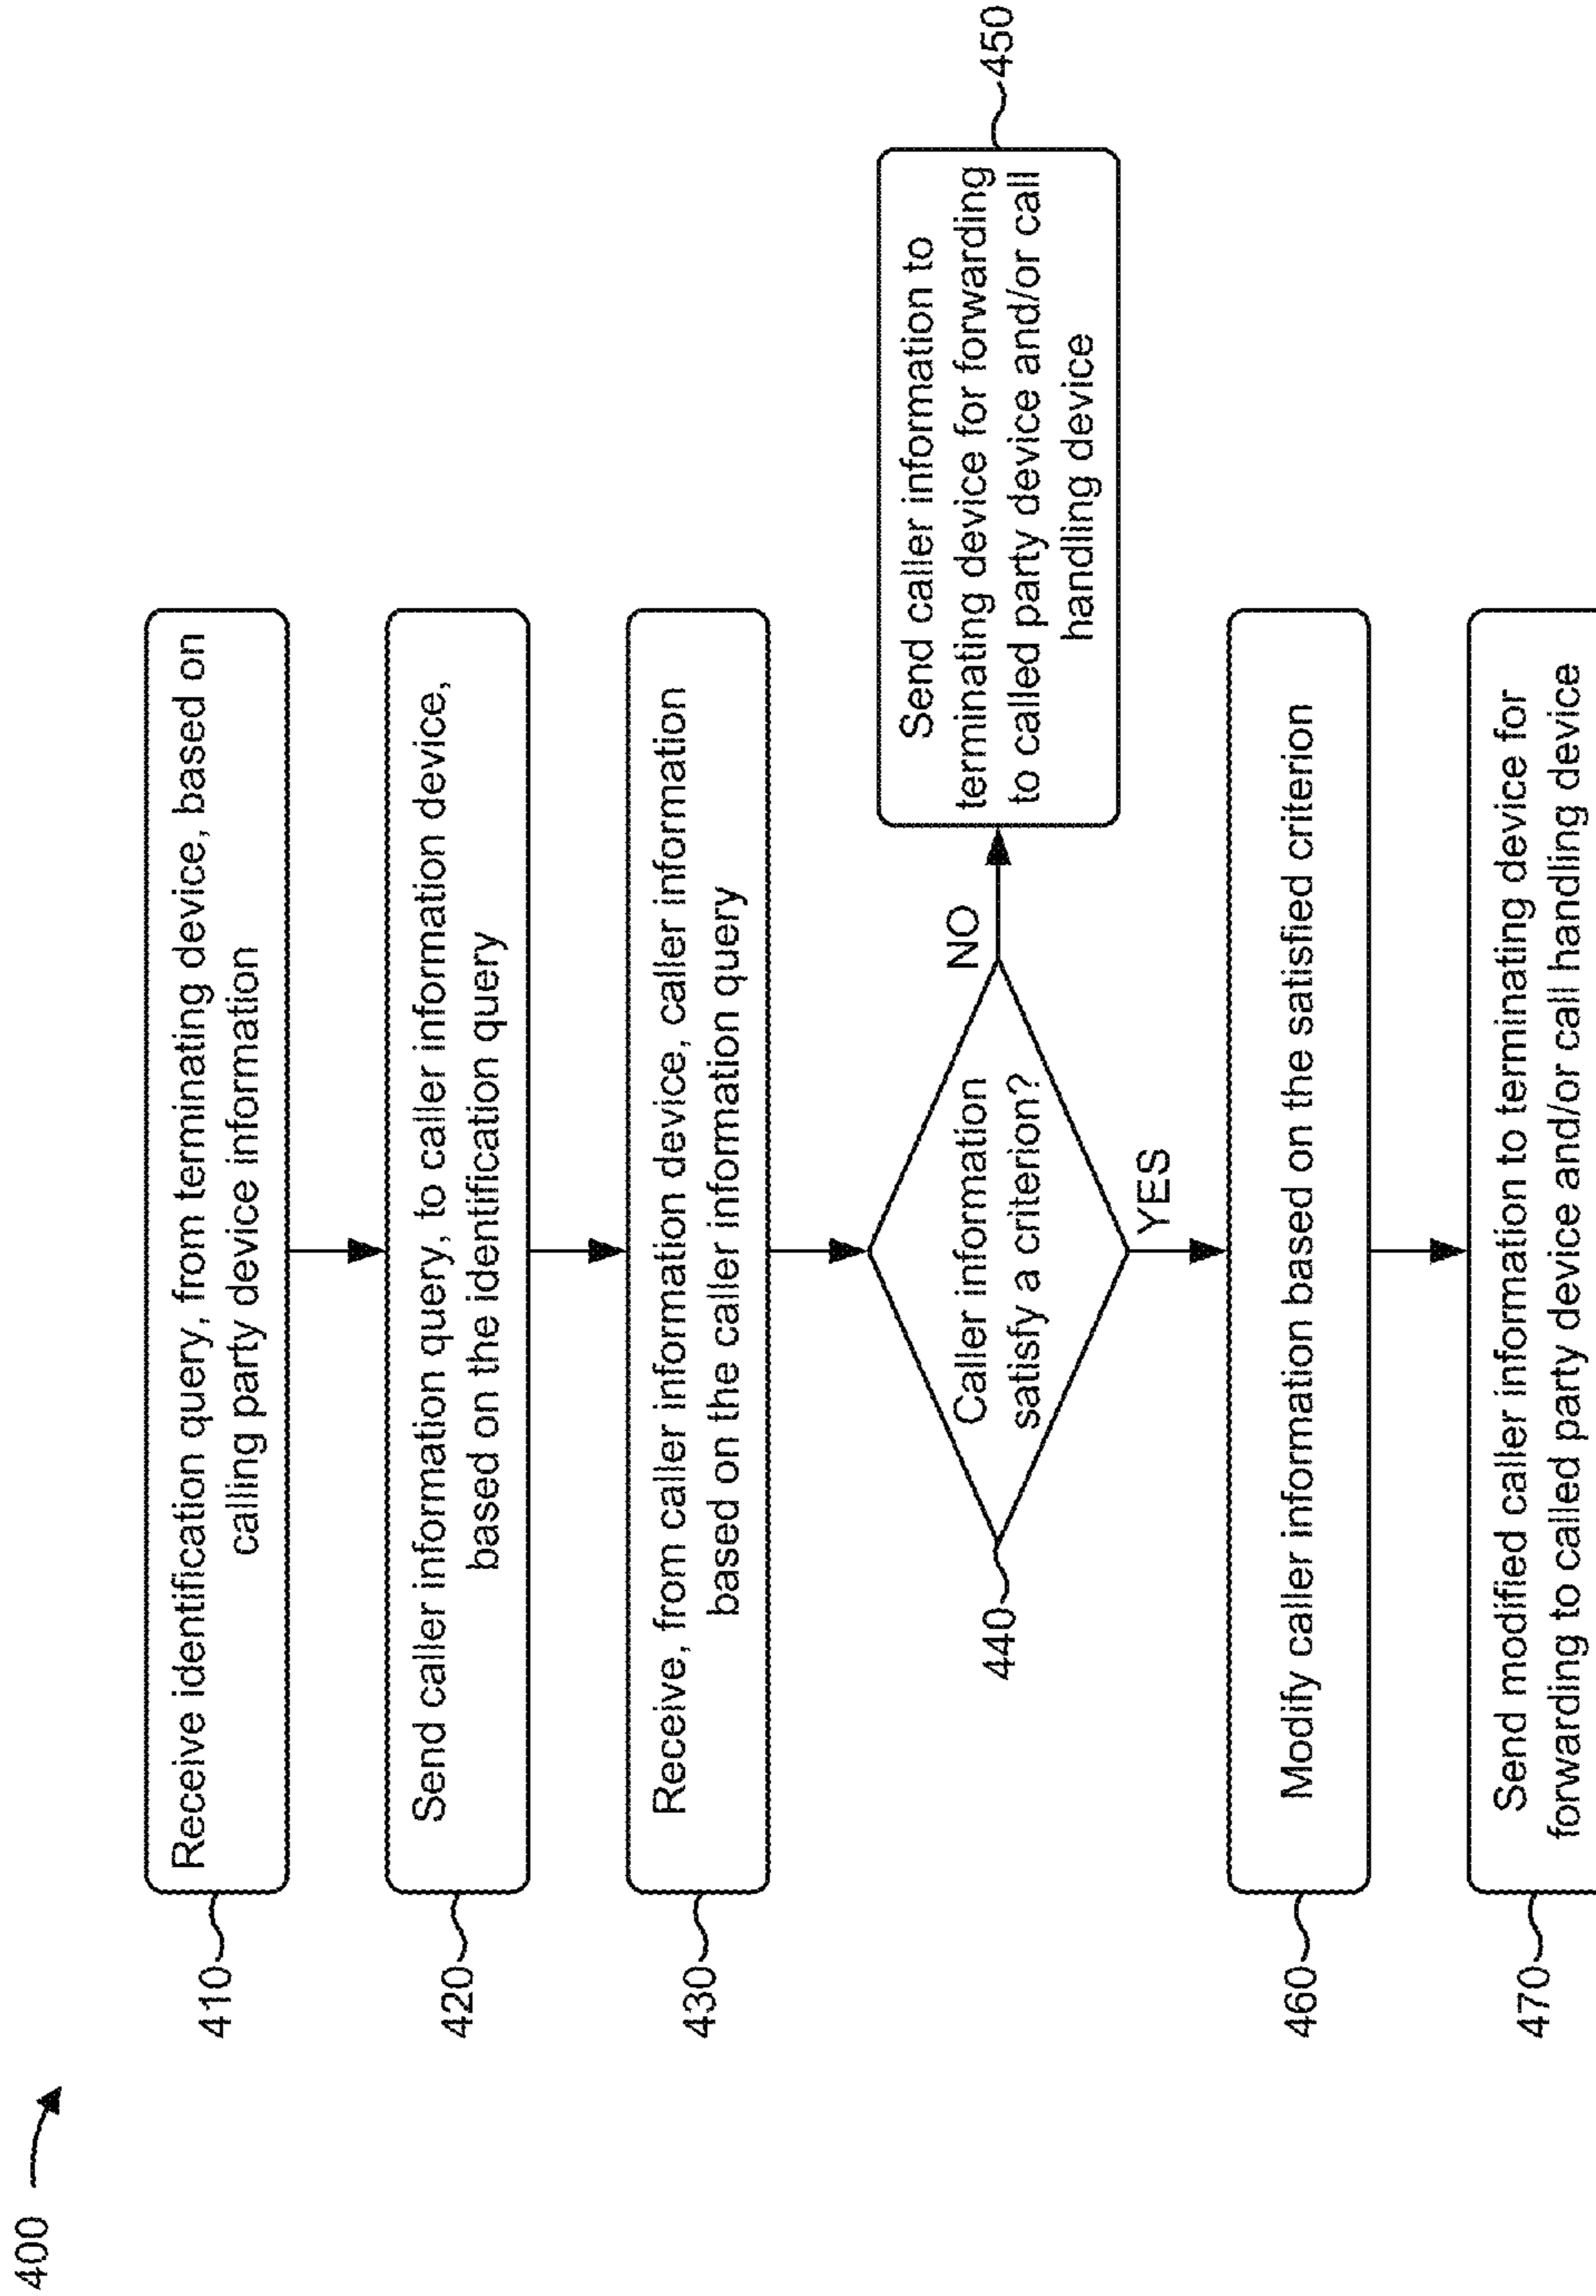 400
410
Receive identification query, from terminating device, based on
calling party device information
420
Send caller information query, to caller information device,
based on the identification query
430
Receive, from caller information device, caller information
based on the caller information query
440
Caller information
satisfy a criterion?
NO
450
Send caller information to
terminating device for forwarding
to called party device and/or call
handling device
YES
460
Modify caller information based on the satisfied criterion
470
Send modified caller information to terminating device for
forwarding to called party device and/or call handling device